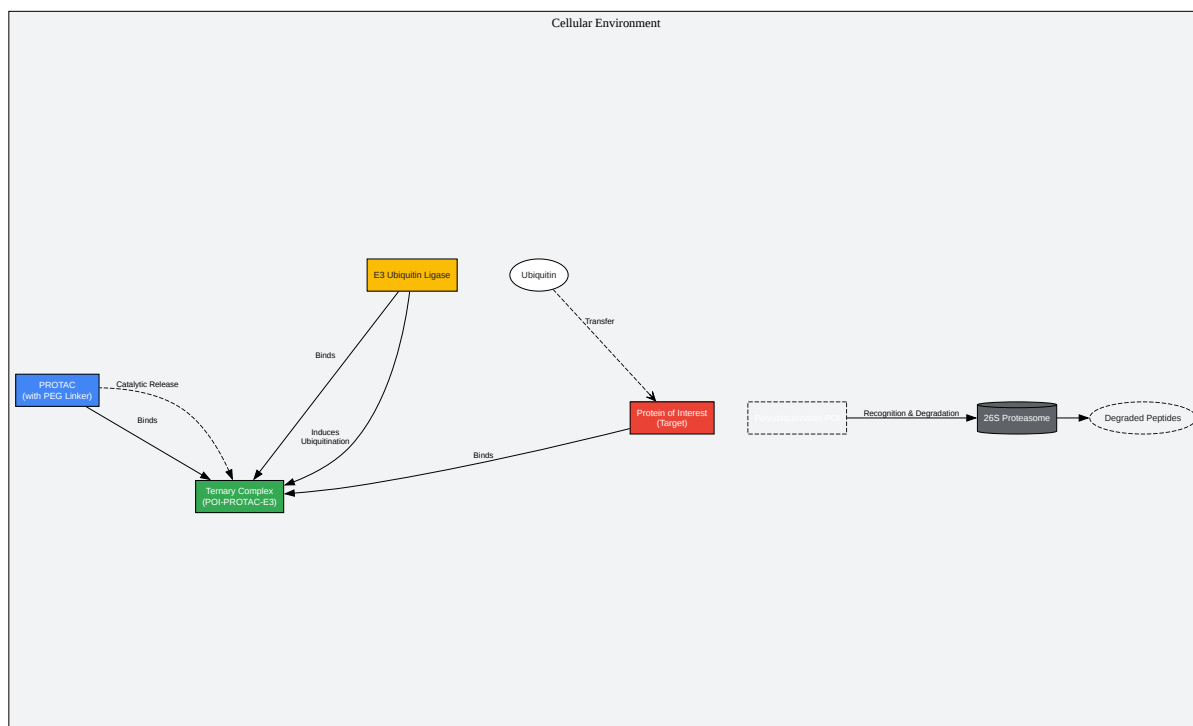 Cellular Environment
E3 Ubiquitin Ligase
Ubiquitin
Transfer
Binds
PROTAC
(with PEG Linker)
Catalytic Release
Binds
Induces
Ubiquitination
Protein of Interest
(Target)
Recognition & Degradation
26S Proteasome
Degraded Peptides
Binds
Ternary Complex
(POI-PROTAC-E3)